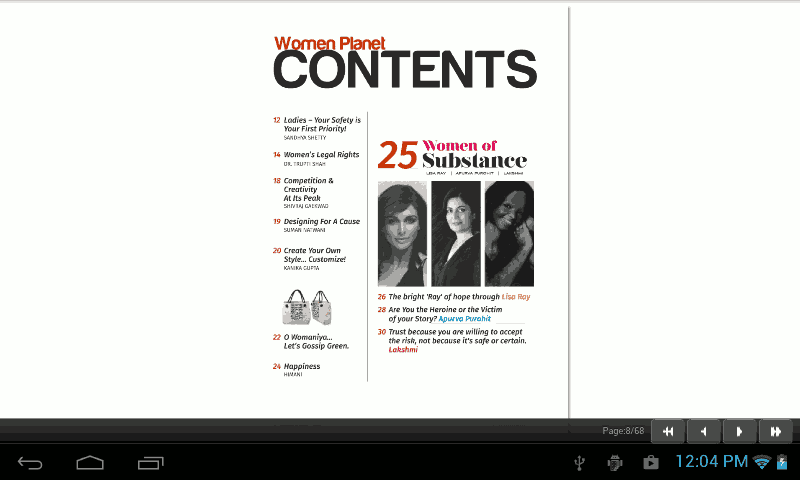 Women Planet
CONTENTS
12 Ladies – Your Safety is
Your First Priority!
SANDHYA SHETTY
14 Women's Legal Rights
DR. TRUPTI SHAH
18 Competition &
Creativity
At Its Peak
SHIVRAJ GAEKWAD
19 Designing For A Cause
SUMAN NATWANI
20 Create Your Own
Style... Customize!
KANIKA GUPTA
22 O Womaniya...
Let's Gossip Green.
24 Happiness
HIMANI
25 Women of
Substance
LISA RAY | APURVA PUROHIT | LAKSHMI
26 The bright 'Ray' of hope through Lisa Ray
28 Are You the Heroine or the Victim
of your Story? Apurva Purohit
30 Trust because you are willing to accept
the risk, not because it's safe or certain.
Lakshmi
Page:8/68
12:04 PM